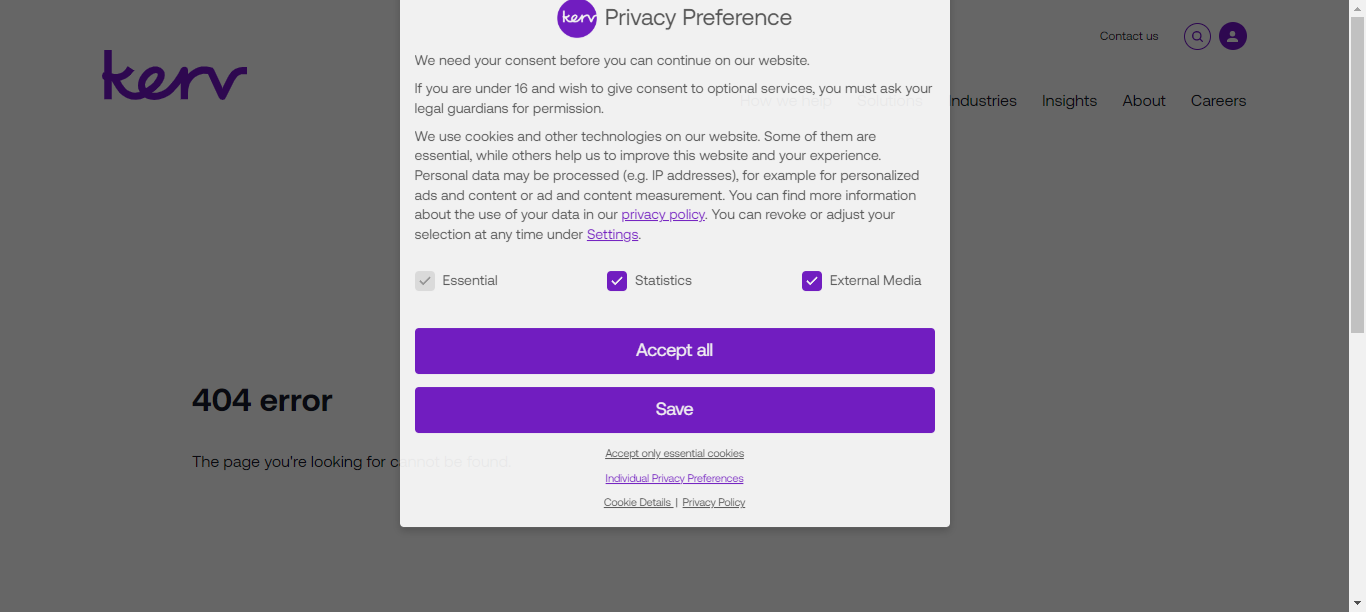 kerv Privacy Preference
Contact us
kerv
We need your consent before you can continue on our website.
If you are under 16 and wish to give consent to optional services, you must ask your
legal guardians for permission.
How we help Solutions Industries Insights About Careers
We use cookies and other technologies on our website. Some of them are
essential, while others help us to improve this website and your experience.
Personal data may be processed (e.g. IP addresses), for example for personalized
ads and content or ad and content measurement. You can find more information
about the use of your data in our privacy policy. You can revoke or adjust your
selection at any time under Settings.
Essential Statistics External Media
Accept all
Save
404 error
The page you're looking for cannot be found.
Accept only essential cookies
Individual Privacy Preferences
Cookie Details | Privacy Policy